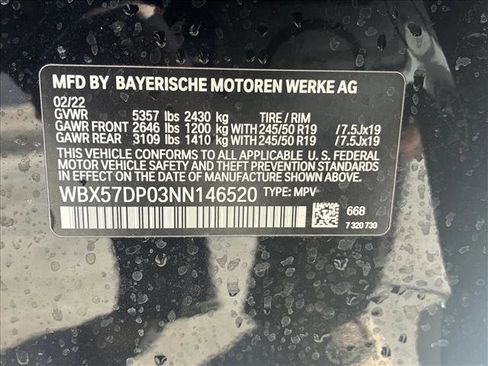 MFD BY BAYERISCHE MOTOREN WERKE AG
02/22
GVWR 5357 lbs 2430 kg TIRE / RIM
GAWR FRONT 2646 lbs 1200 kg WITH 245/50 R19 /7.5Jx19
GAWR REAR 3109 lbs 1410 kg WITH 245/50 R19 /7.5Jx19
THIS VEHICLE CONFORMS TO ALL APPLICABLE U. S. FEDERAL
MOTOR VEHICLE SAFETY AND THEFT PREVENTION STANDARDS
IN EFFECT ON THE DATE OF MANUFACTURE SHOWN ABOVE.
WBX57DP03NN146520 TYPE: MPV
668
7 320 730